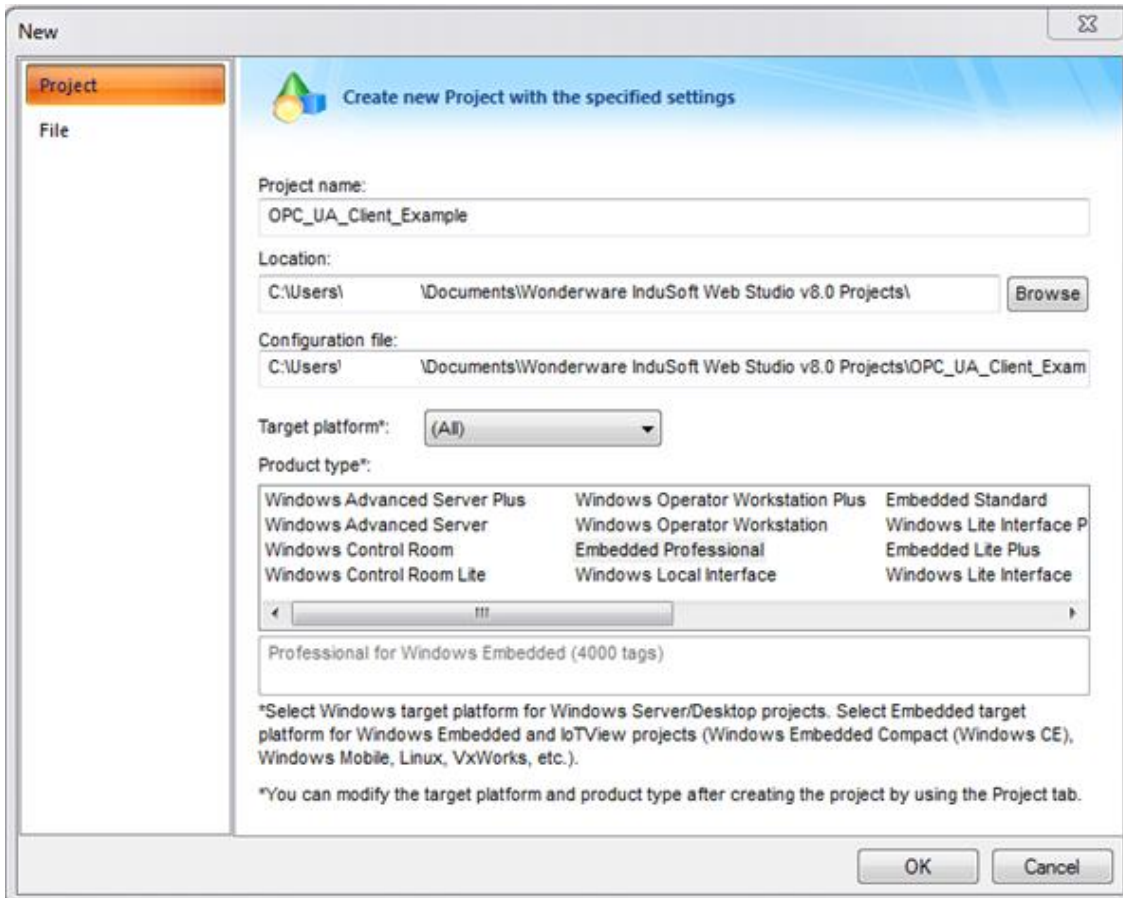 New
Project
File
Create new Project with the specified settings
Project name:
OPC_UA_Client_Example
Location:
C:\Users\ \Documents\Wonderware InduSoft Web Studio v8.0 Projects\
Browse
Configuration file:
C:\Users\ \Documents\Wonderware InduSoft Web Studio v8.0 Projects\OPC_UA_Client_Exam
Target platform*:
(All)
Product type*:
Windows Advanced Server Plus Windows Operator Workstation Plus Embedded Standard
Windows Advanced Server Windows Operator Workstation Windows Lite Interface P
Windows Control Room Embedded Professional Embedded Lite Plus
Windows Control Room Lite Windows Local Interface Windows Lite Interface
Professional for Windows Embedded (4000 tags)
*Select Windows target platform for Windows Server/Desktop projects. Select Embedded target
platform for Windows Embedded and IoTView projects (Windows Embedded Compact (Windows CE),
Windows Mobile, Linux, VxWorks, etc.).
*You can modify the target platform and product type after creating the project by using the Project tab.
OK
Cancel